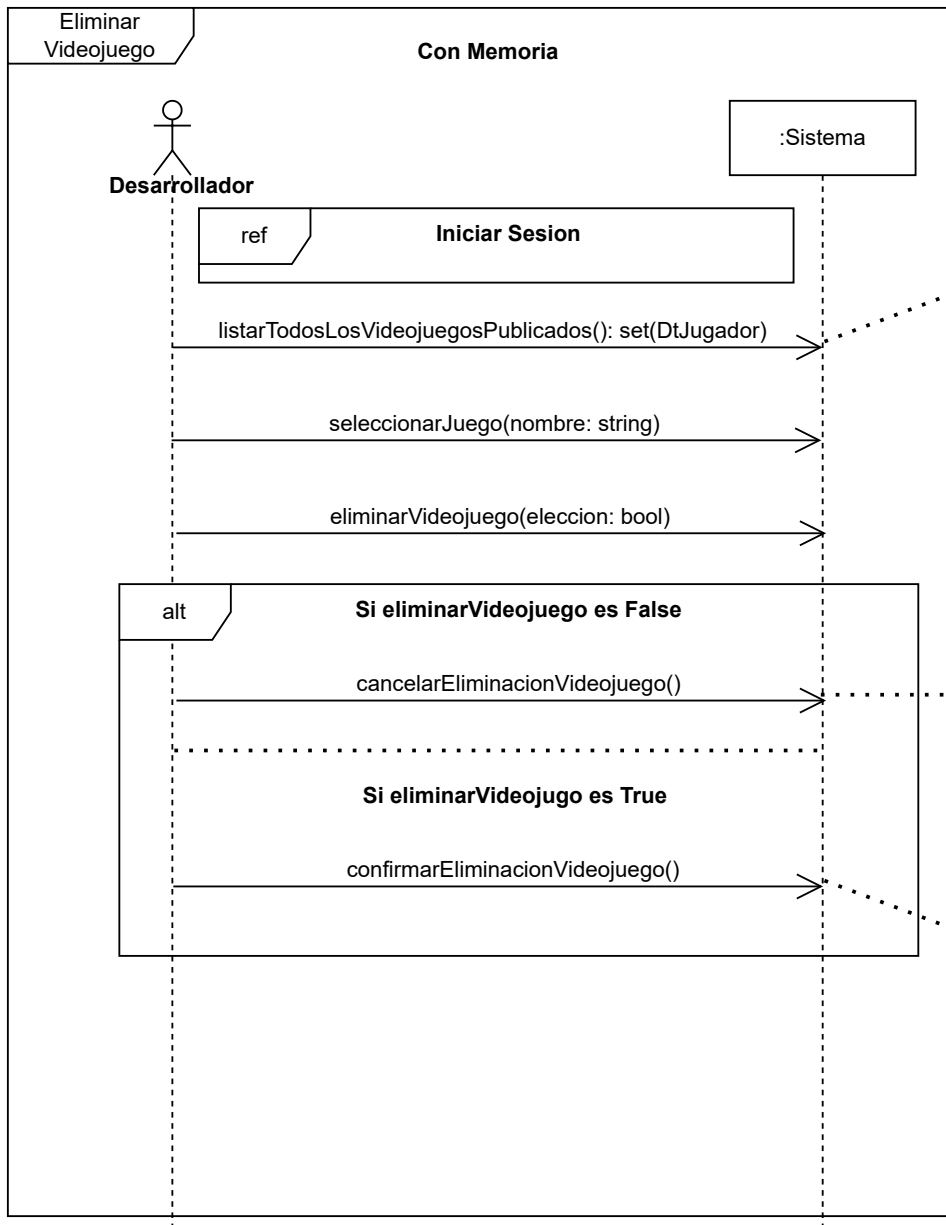 Eliminar
Videojuego
Con Memoria
:Sistema
Desarrollador
ref
Iniciar Sesion
listarTodosLosVideojuegosPublicados(): set(DtJugador)
seleccionarJuego(nombre: string)
eliminarVideojuego(eleccion: bool)
alt
Si eliminarVideojuego es False
cancelarEliminacionVideojuego()
Si eliminarVideojugo es True
confirmarEliminacionVideojuego()